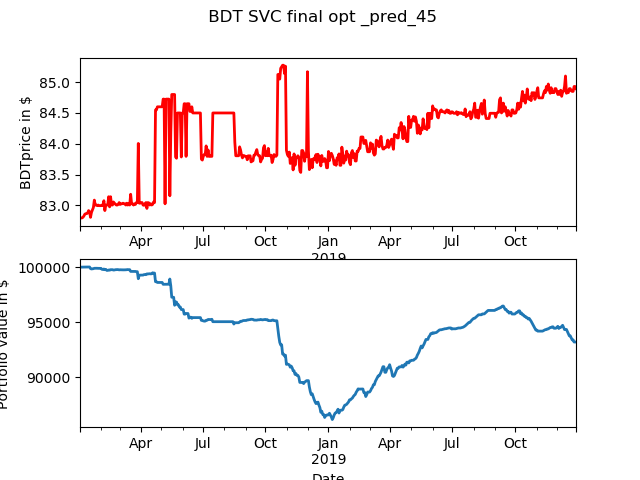 BDT SVC final opt _pred_45
BDTprice in $
85.0
84.5
84.0
83.5
83.0
Apr Jul Oct Jan Apr Jul Oct
2019
Portfolio Value in $
100000
95000
90000
Apr Jul Oct Jan Apr Jul Oct
2019
Date